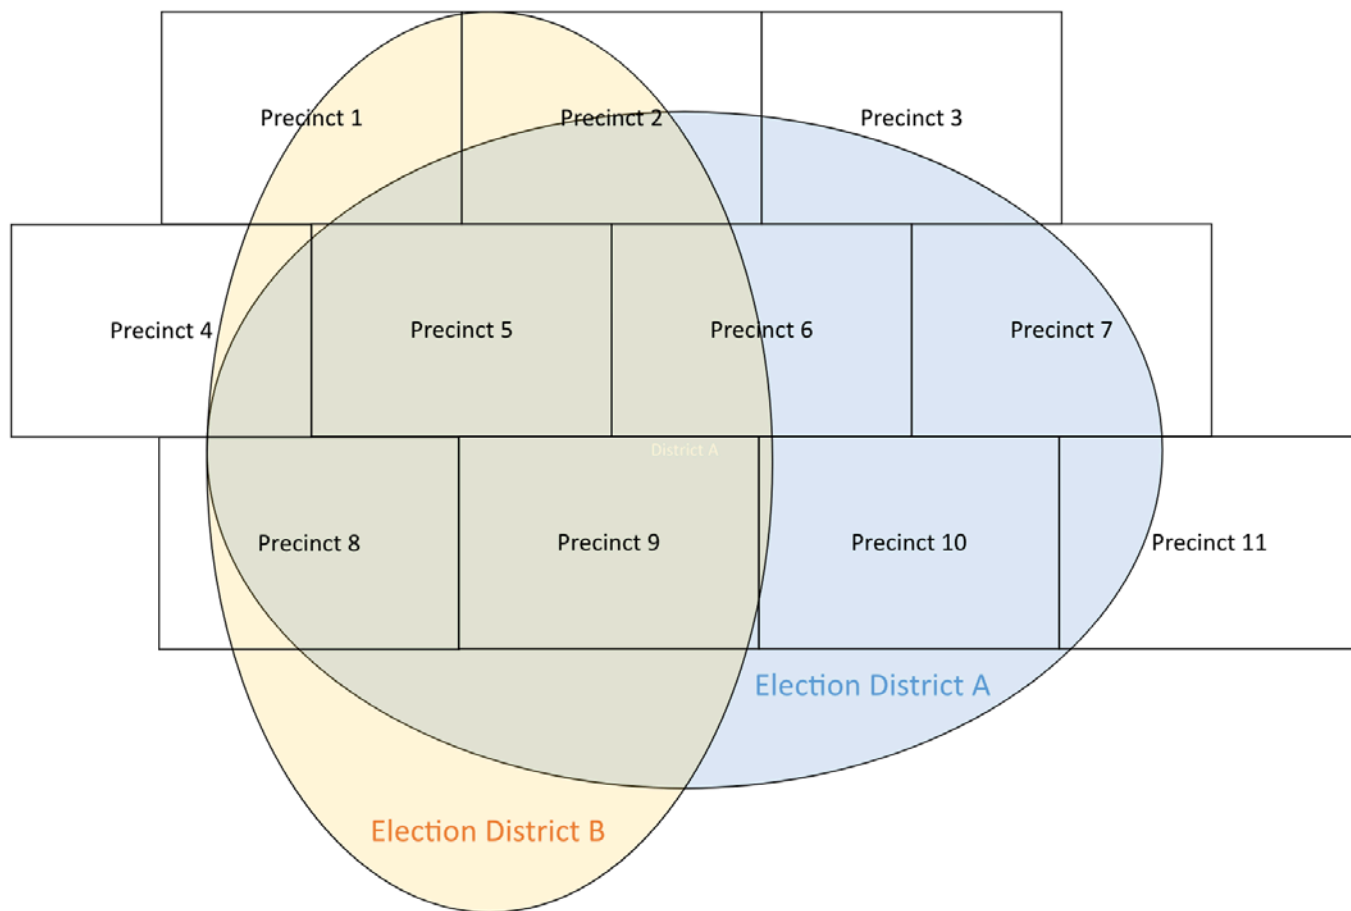 Precinct 1
Precinct 2
Precinct 3
Precinct 4
Precinct 5
Precinct 6
Precinct 7
District A
Precinct 8
Precinct 9
Precinct 10
Precinct 11
Election District A
Election District B